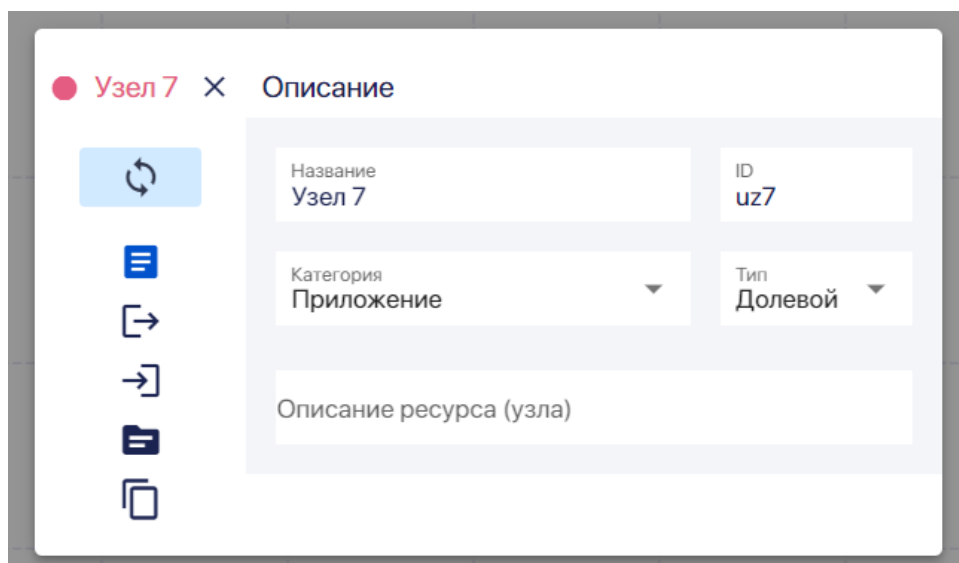 Узел 7
Описание
Название
Узел 7
ID
uz7
Категория
Приложение
Тип
Долевой
Описание ресурса (узла)